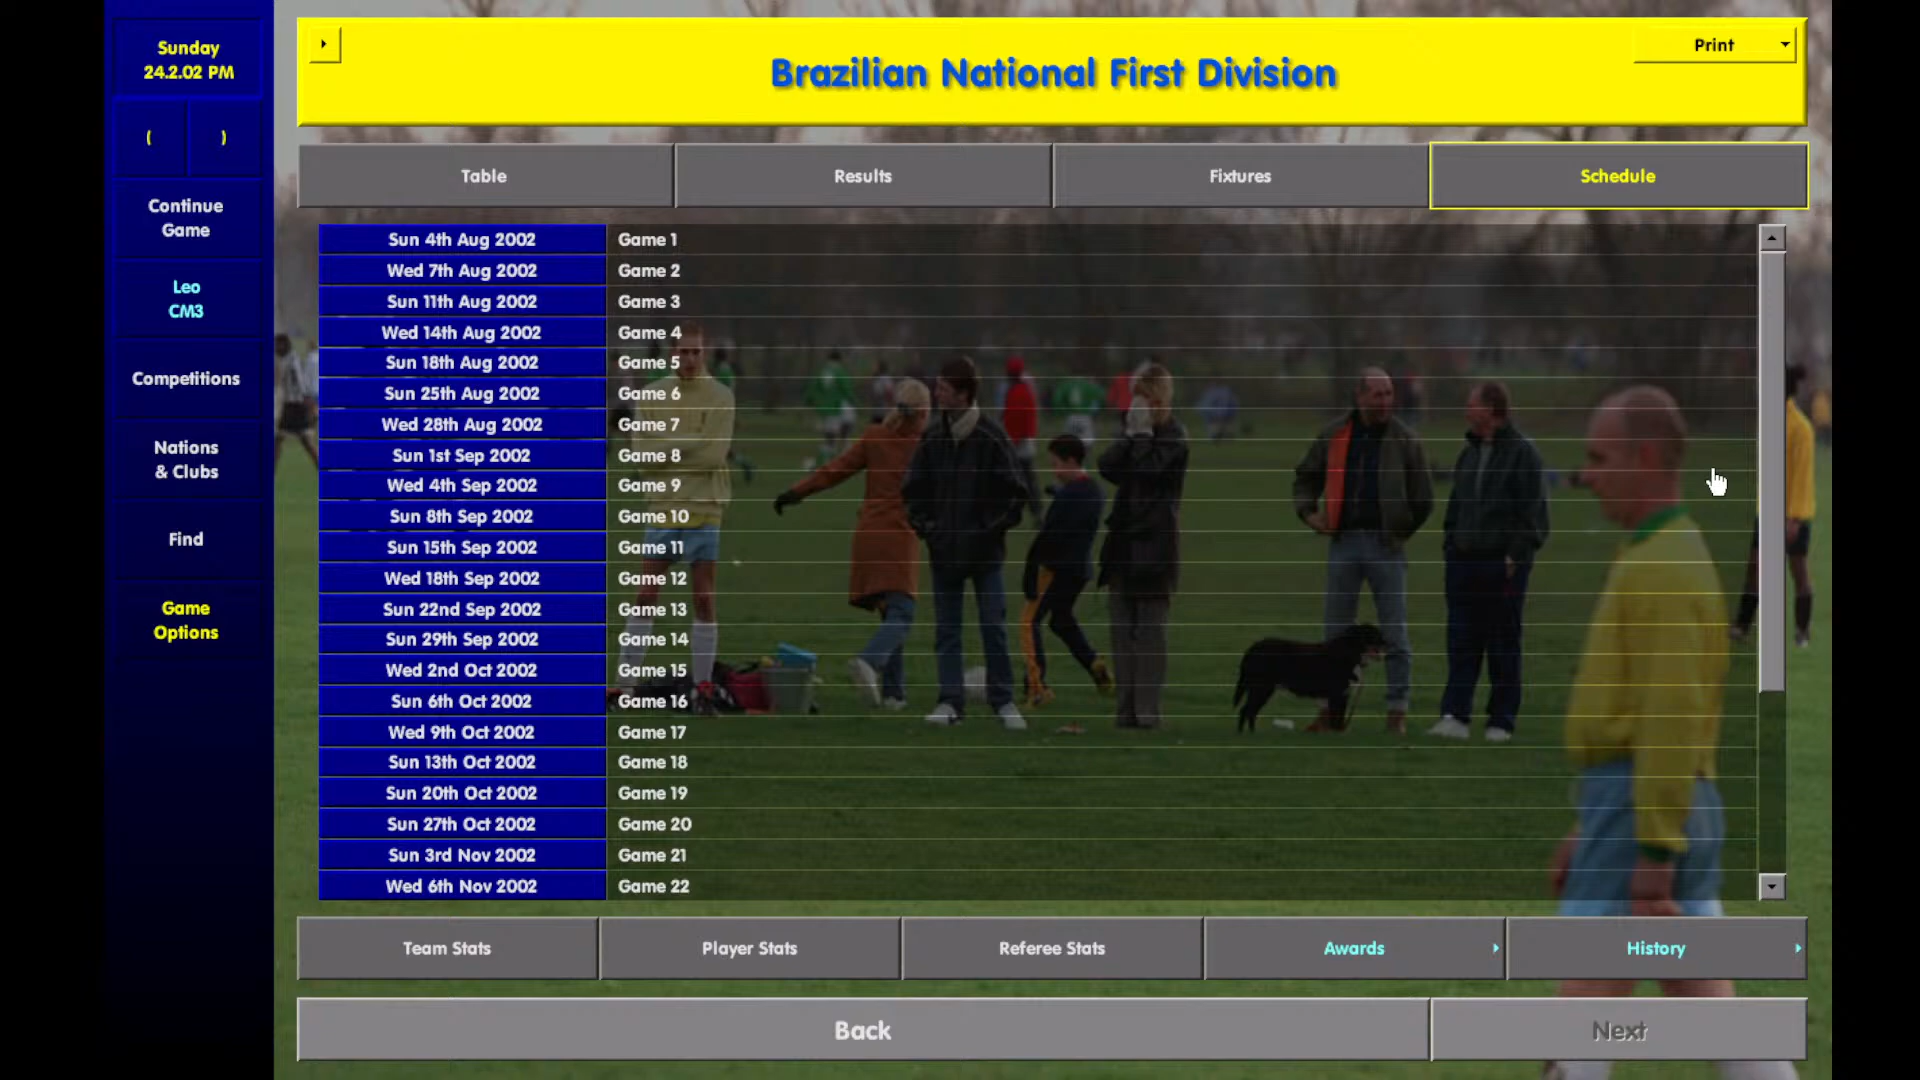 Sunday
24.2.02 PM
Continue
Game
Leo
CM3
Competitions
Nations
& Clubs
Find
Game
Options
Brazilian National First Division
Print
Table
Results
Fixtures
Schedule
Sun 4th Aug 2002 Game 1
Wed 7th Aug 2002 Game 2
Sun 11th Aug 2002 Game 3
Wed 14th Aug 2002 Game 4
Sun 18th Aug 2002 Game 5
Sun 25th Aug 2002 Game 6
Wed 28th Aug 2002 Game 7
Sun 1st Sep 2002 Game 8
Wed 4th Sep 2002 Game 9
Sun 8th Sep 2002 Game 10
Sun 15th Sep 2002 Game 11
Wed 18th Sep 2002 Game 12
Sun 22nd Sep 2002 Game 13
Sun 29th Sep 2002 Game 14
Wed 2nd Oct 2002 Game 15
Sun 6th Oct 2002 Game 16
Wed 9th Oct 2002 Game 17
Sun 13th Oct 2002 Game 18
Sun 20th Oct 2002 Game 19
Sun 27th Oct 2002 Game 20
Sun 3rd Nov 2002 Game 21
Wed 6th Nov 2002 Game 22
Team Stats
Player Stats
Referee Stats
Awards
History
Back
Next